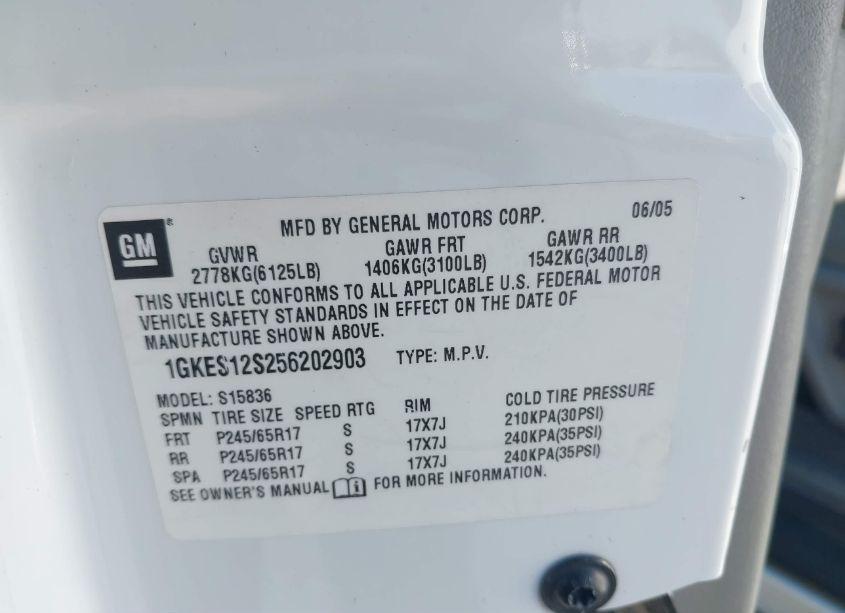 GM
®
MFD BY GENERAL MOTORS CORP. 06/05
GVWR GAWR FRT GAWR RR
2778KG(6125LB) 1406KG(3100LB) 1542KG(3400LB)
THIS VEHICLE CONFORMS TO ALL APPLICABLE U.S. FEDERAL MOTOR
VEHICLE SAFETY STANDARDS IN EFFECT ON THE DATE OF
MANUFACTURE SHOWN ABOVE.
1GKES12S256202903 TYPE: M.P.V.
MODEL: S15836
SPMN TIRE SIZE SPEED RTG RIM COLD TIRE PRESSURE
FRT P245/65R17 S 17X7J 210KPA(30PSI)
RR P245/65R17 S 17X7J 240KPA(35PSI)
SPA P245/65R17 S 17X7J 240KPA(35PSI)
SEE OWNER'S MANUAL FOR MORE INFORMATION.